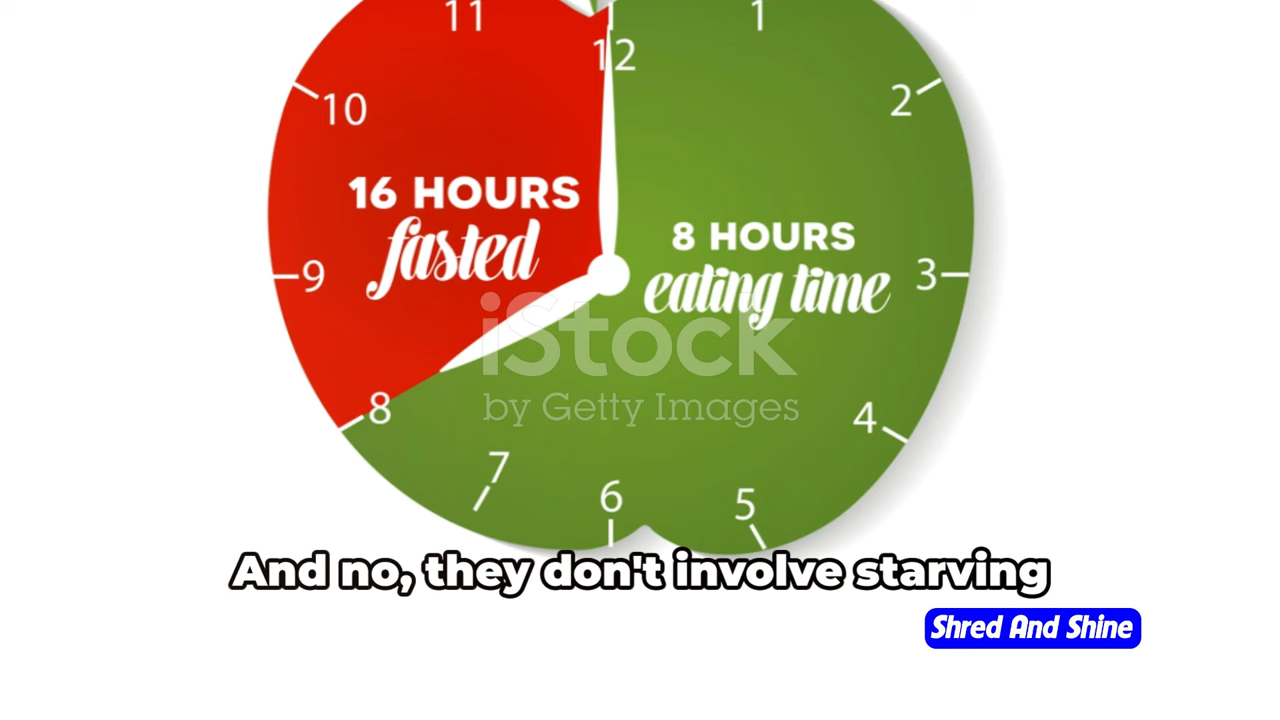 11
1
12
10
2
16 HOURS
fasted
8 HOURS
eating time
9
3
iStock
by Getty Images
8
4
7
6
5
And no, they don't involve starving
Shred And Shine